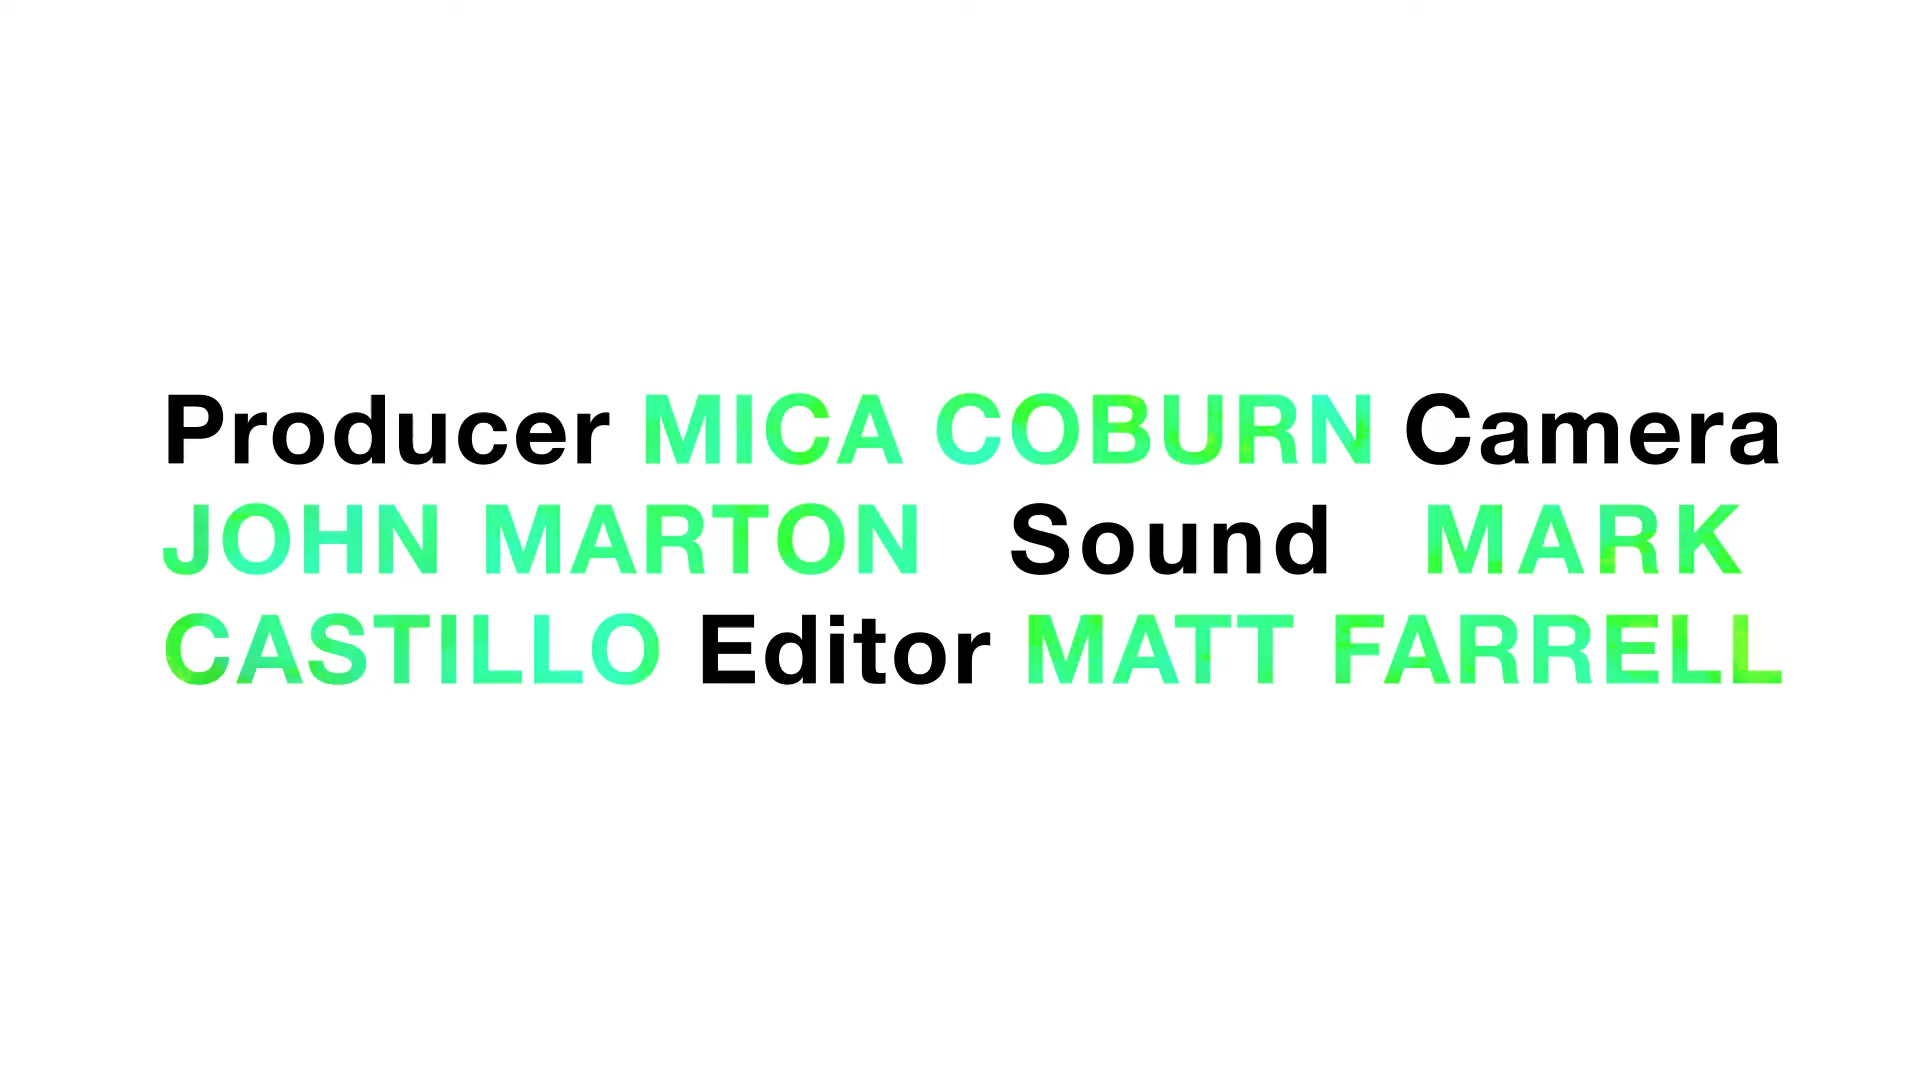 Producer MICA COBURN Camera
JOHN MARTON Sound MARK
CASTILLO Editor MATT FARRELL